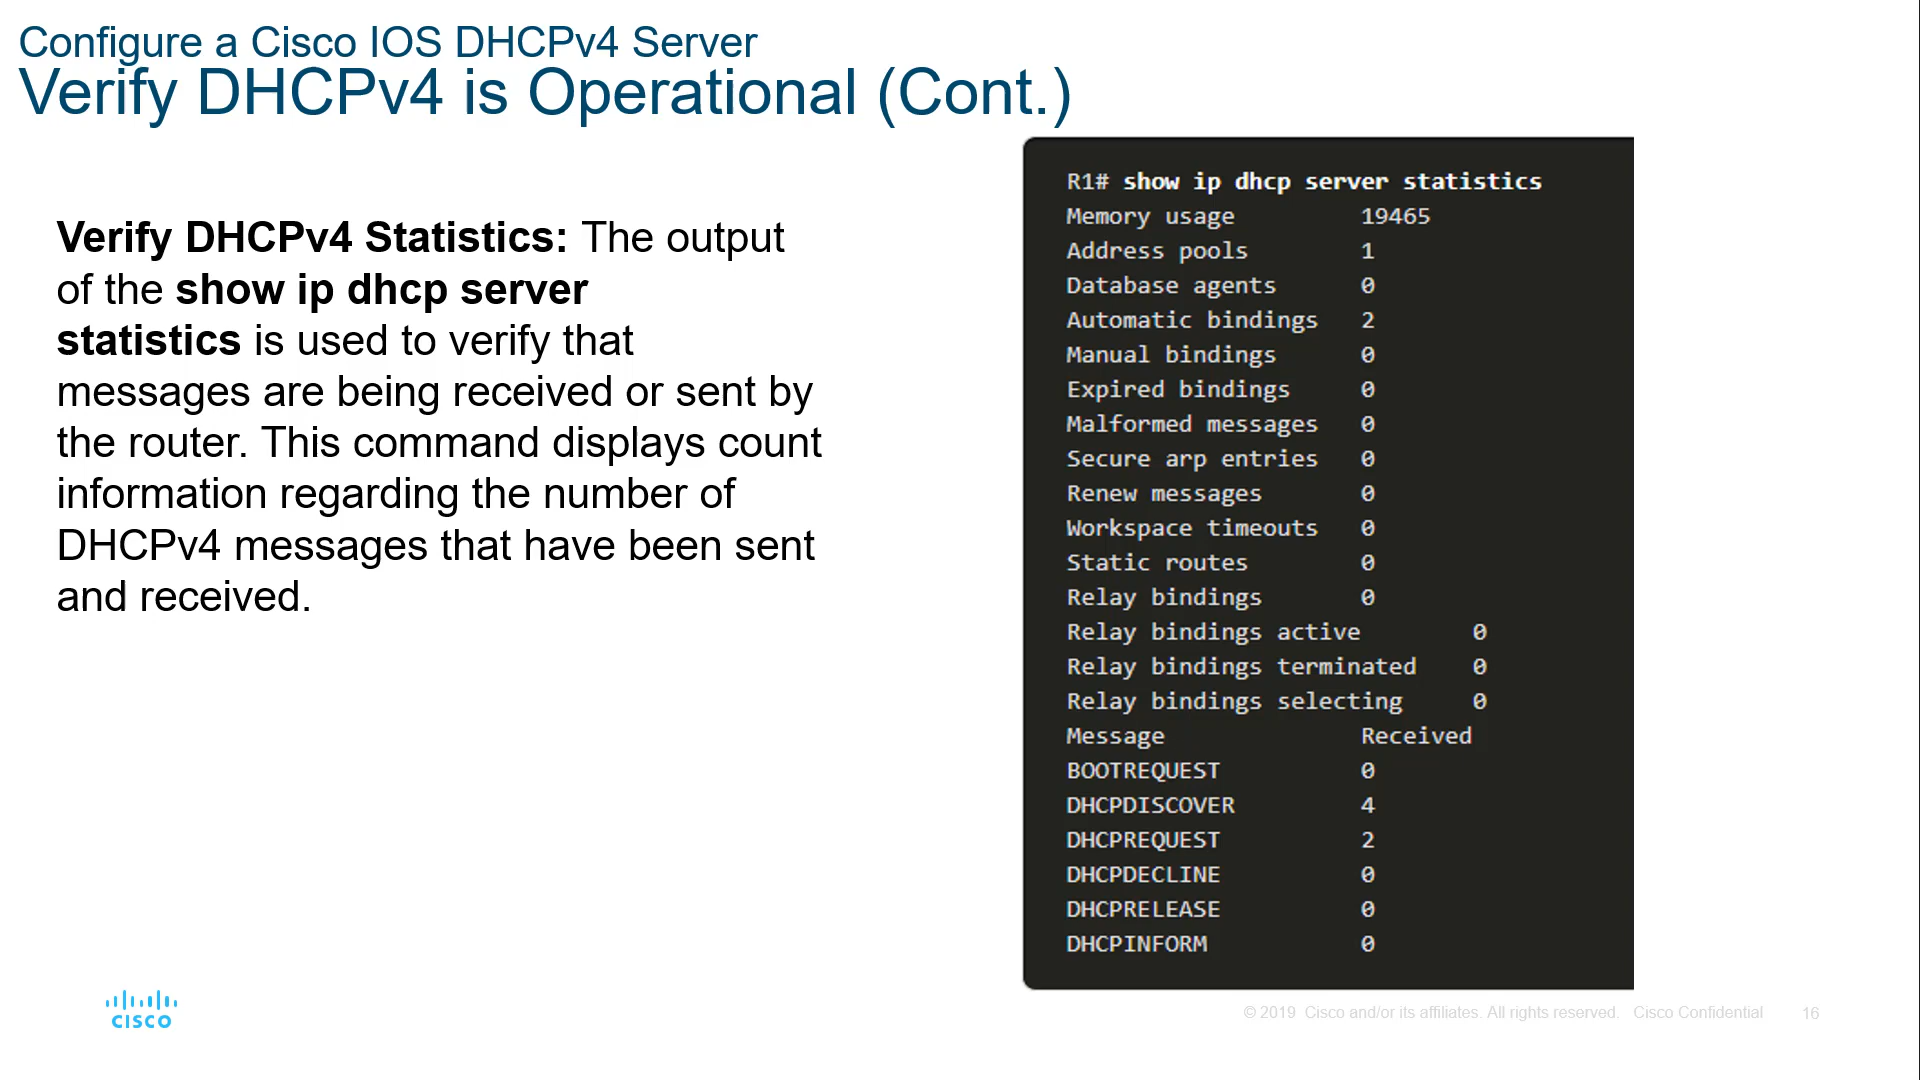 Configure a Cisco IOS DHCPv4 Server
Verify DHCPv4 is Operational (Cont.)
Verify DHCPv4 Statistics: The output
of the show ip dhcp server
statistics is used to verify that
messages are being received or sent by
the router. This command displays count
information regarding the number of
DHCPv4 messages that have been sent
and received.
R1# show ip dhcp server statistics
Memory usage 19465
Address pools 1
Database agents 0
Automatic bindings 2
Manual bindings 0
Expired bindings 0
Malformed messages 0
Secure arp entries 0
Renew messages 0
Workspace timeouts 0
Static routes 0
Relay bindings 0
Relay bindings active 0
Relay bindings terminated 0
Relay bindings selecting 0
Message Received
BOOTREQUEST 0
DHCPDISCOVER 4
DHCPREQUEST 2
DHCPDECLINE 0
DHCPRELEASE 0
DHCPINFORM 0
CISCO
© 2019 Cisco and/or its affiliates. All rights reserved. Cisco Confidential 16